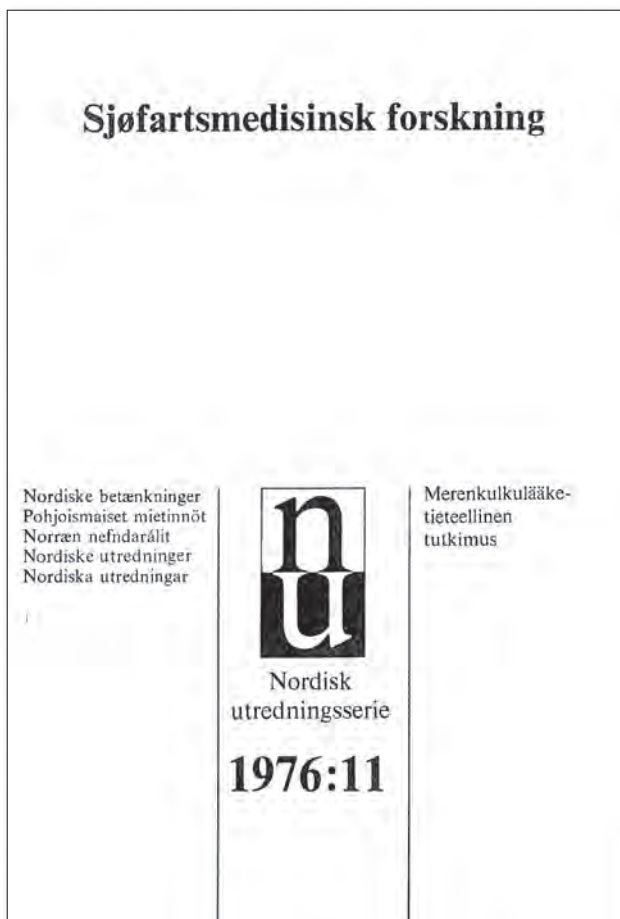 Sjøfartsmedisinsk forskning
Nordiske betænkninger
Pohjoismaiset mietinnöt
Norræn nefndarálit
Nordiske utredninger
Nordiska utredningar
n
u
Nordisk
utredningsserie
1976:11
Merenkulkulääke-
tieteellinen
tutkimus